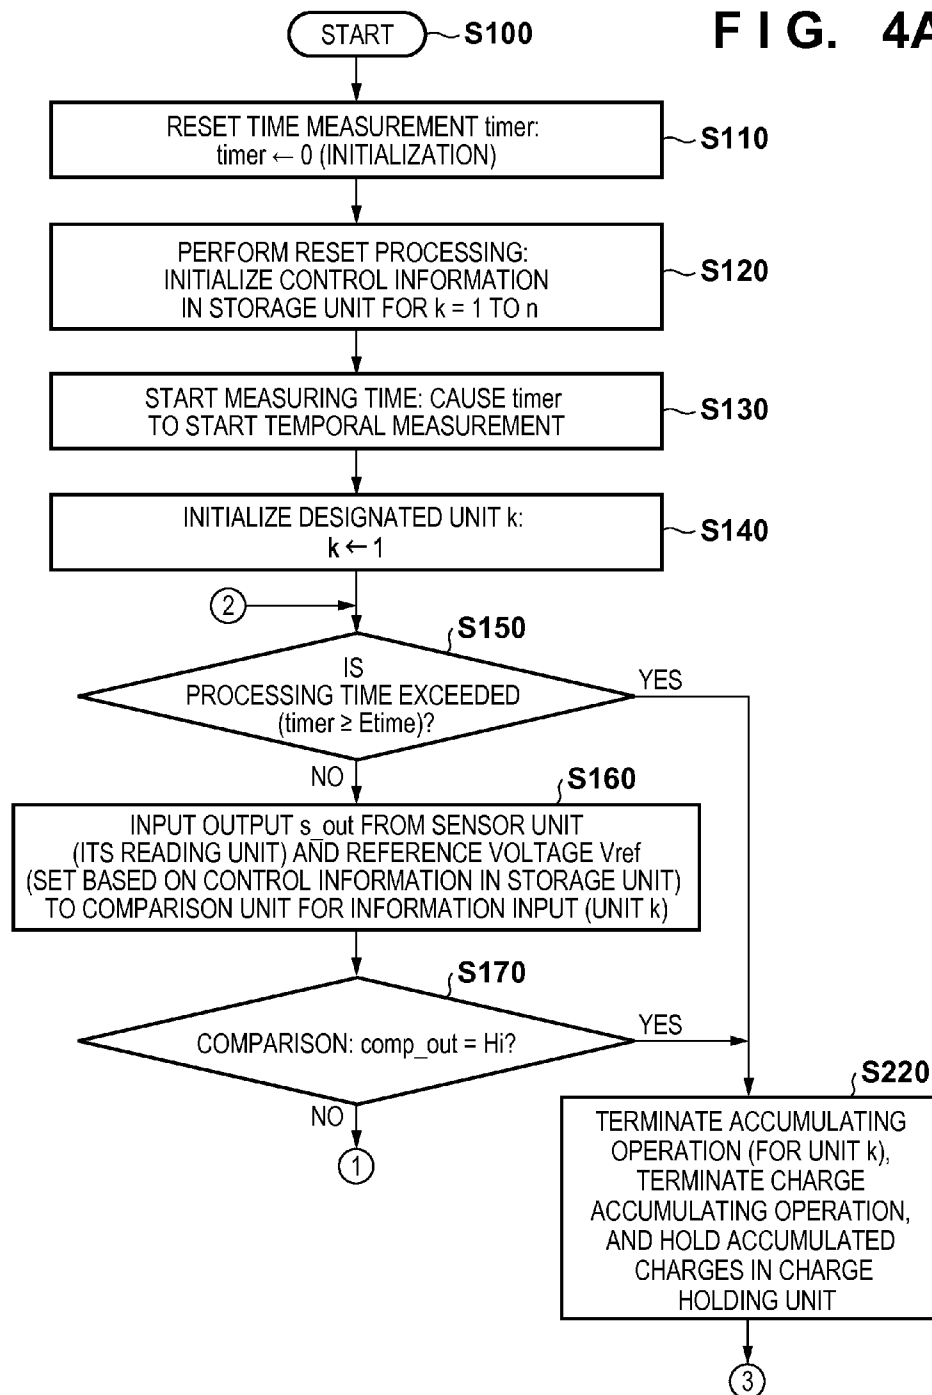 F I G. 4A
START
S100
RESET TIME MEASUREMENT timer:
timer ← 0 (INITIALIZATION)
S110
PERFORM RESET PROCESSING:
INITIALIZE CONTROL INFORMATION
IN STORAGE UNIT FOR k = 1 TO n
S120
START MEASURING TIME: CAUSE timer
TO START TEMPORAL MEASUREMENT
S130
INITIALIZE DESIGNATED UNIT k:
k ← 1
S140
2
S150
IS
PROCESSING TIME EXCEEDED
(timer ≥ Etime)?
YES
NO
S160
INPUT OUTPUT s_out FROM SENSOR UNIT
(ITS READING UNIT) AND REFERENCE VOLTAGE Vref
(SET BASED ON CONTROL INFORMATION IN STORAGE UNIT)
TO COMPARISON UNIT FOR INFORMATION INPUT (UNIT k)
S170
COMPARISON: comp_out = Hi?
YES
NO
1
S220
TERMINATE ACCUMULATING
OPERATION (FOR UNIT k),
TERMINATE CHARGE
ACCUMULATING OPERATION,
AND HOLD ACCUMULATED
CHARGES IN CHARGE
HOLDING UNIT
3